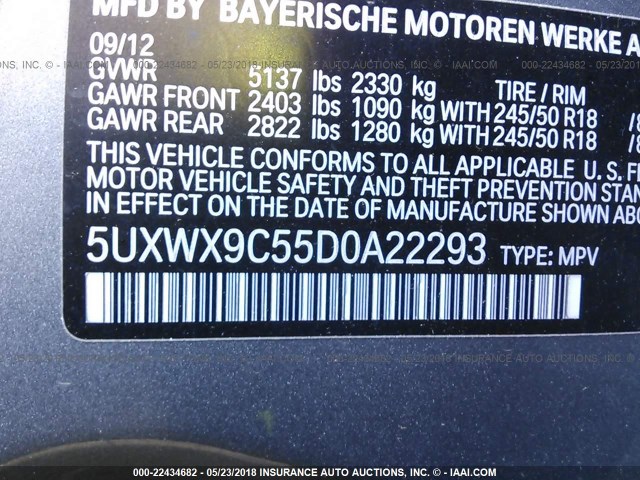 MFD BY BAYERISCHE MOTOREN WERKE A
09/12
GVWR 5137 lbs 2330 kg TIRE / RIM
GAWR FRONT 2403 lbs 1090 kg WITH 245/50 R18 /8
GAWR REAR 2822 lbs 1280 kg WITH 245/50 R18 /8
THIS VEHICLE CONFORMS TO ALL APPLICABLE U. S. FE
MOTOR VEHICLE SAFETY AND THEFT PREVENTION STAN
IN EFFECT ON THE DATE OF MANUFACTURE SHOWN ABO
5UXWX9C55D0A22293 TYPE: MPV
000-22434682 - 05/23/2018 INSURANCE AUTO AUCTIONS, INC. - © IAAI.COM